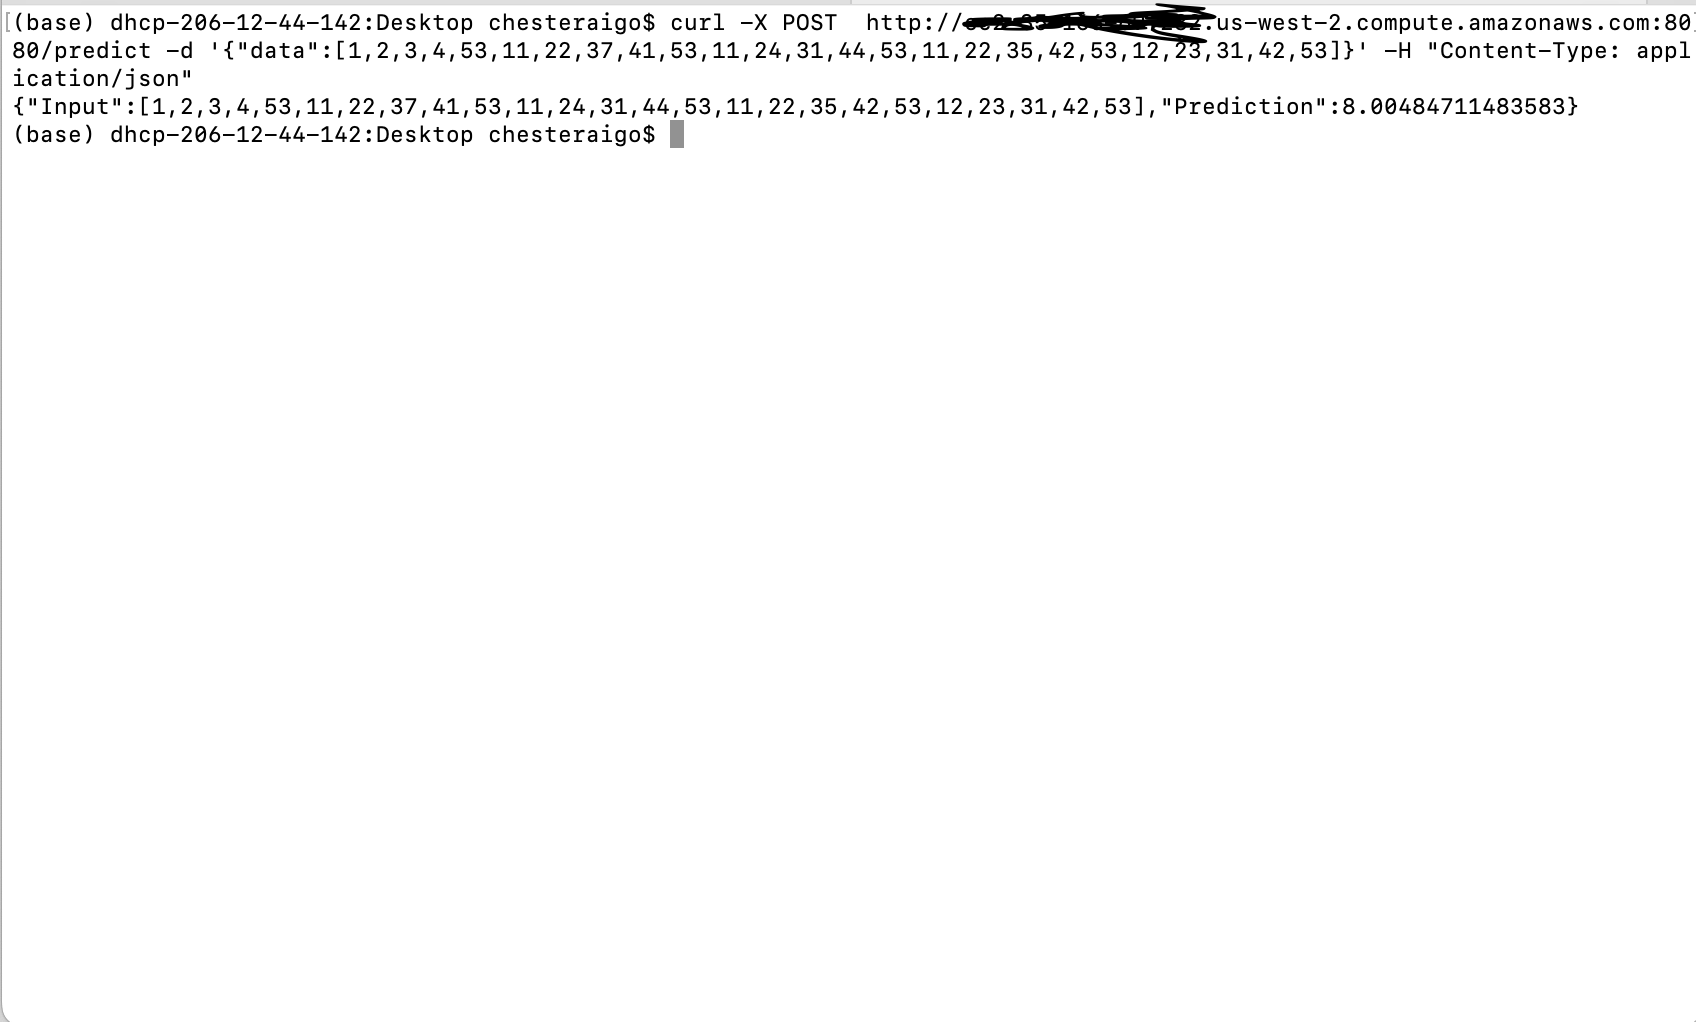 (base) dhcp-206-12-44-142:Desktop chesteraigo$ curl -X POST  http://.us-west-2.compute.amazonaws.com:80
80/predict -d '{"data":[1,2,3,4,53,11,22,37,41,53,11,24,31,44,53,11,22,35,42,53,12,23,31,42,53]}' -H "Content-Type: appl
ication/json"
{"Input":[1,2,3,4,53,11,22,37,41,53,11,24,31,44,53,11,22,35,42,53,12,23,31,42,53],"Prediction":8.00484711483583}
(base) dhcp-206-12-44-142:Desktop chesteraigo$